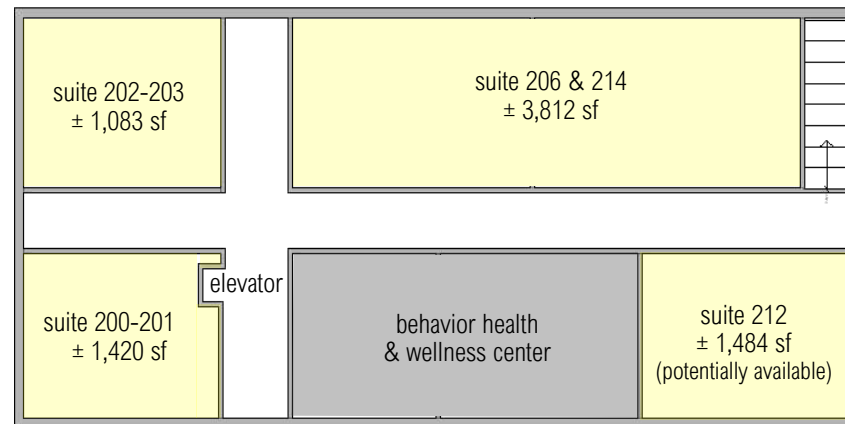 suite 202-203
± 1,083 sf
suite 206 & 214
± 3,812 sf
elevator
suite 200-201
± 1,420 sf
behavior health
& wellness center
suite 212
± 1,484 sf
(potentially available)